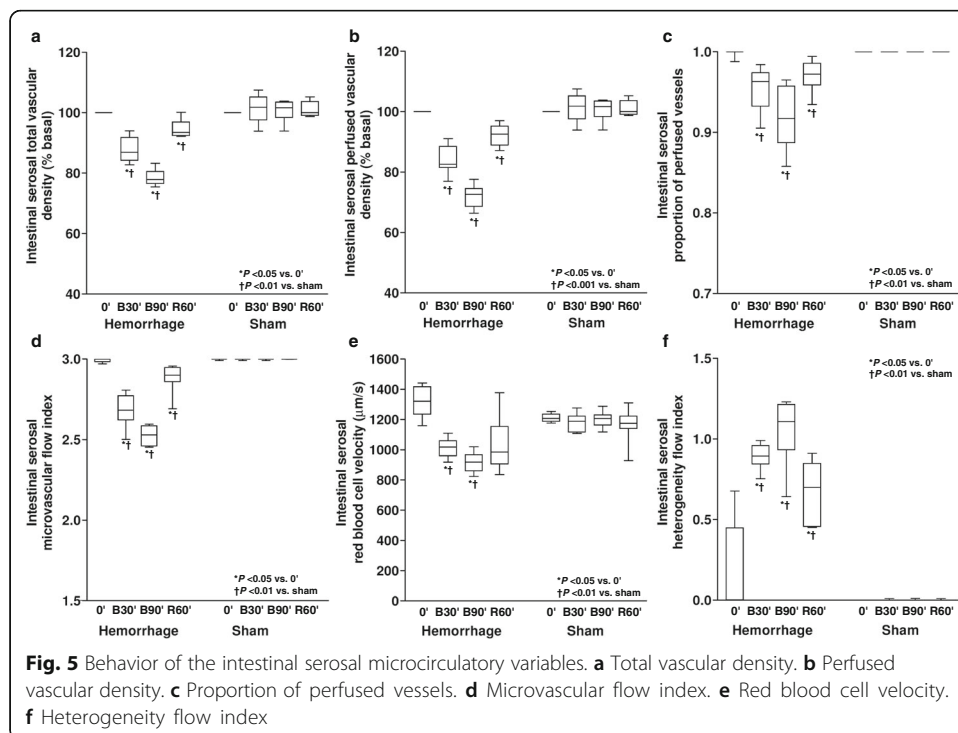 a
Intestinal serosal total vascular
density (% basal)
120
100
80
60
40
*†
*†
*†
*P <0.05 vs. 0'
†P <0.01 vs. sham
0' B30' B90' R60' 0' B30' B90' R60'
Hemorrhage Sham
b
Intestinal serosal perfused vascular
density (% basal)
120
100
80
60
40
*†
*†
*†
*P <0.05 vs. 0'
†P <0.001 vs. sham
0' B30' B90' R60' 0' B30' B90' R60'
Hemorrhage Sham
c
Intestinal serosal
proportion of perfused vessels
1.0
0.9
0.8
0.7
*†
*†
*†
*P <0.05 vs. 0'
†P <0.01 vs. sham
0' B30' B90' R60' 0' B30' B90' R60'
Hemorrhage Sham
d
Intestinal serosal
microvascular flow index
3.0
2.5
2.0
1.5
*†
*†
*†
*P <0.05 vs. 0'
†P <0.01 vs. sham
0' B30' B90' R60' 0' B30' B90' R60'
Hemorrhage Sham
e
Intestinal serosal
red blood cell velocity (µm/s)
1600
1400
1200
1000
800
600
400
200
0
*†
*†
*P <0.05 vs. 0'
†P <0.01 vs. sham
0' B30' B90' R60' 0' B30' B90' R60'
Hemorrhage Sham
f
Intestinal serosal
heterogeneity flow index
1.5
1.0
0.5
0.0
*P <0.05 vs. 0'
†P <0.01 vs. sham
*†
*†
*†
0' B30' B90' R60' 0' B30' B90' R60'
Hemorrhage Sham
Fig. 5 Behavior of the intestinal serosal microcirculatory variables. a Total vascular density. b Perfused
vascular density. c Proportion of perfused vessels. d Microvascular flow index. e Red blood cell velocity.
f Heterogeneity flow index